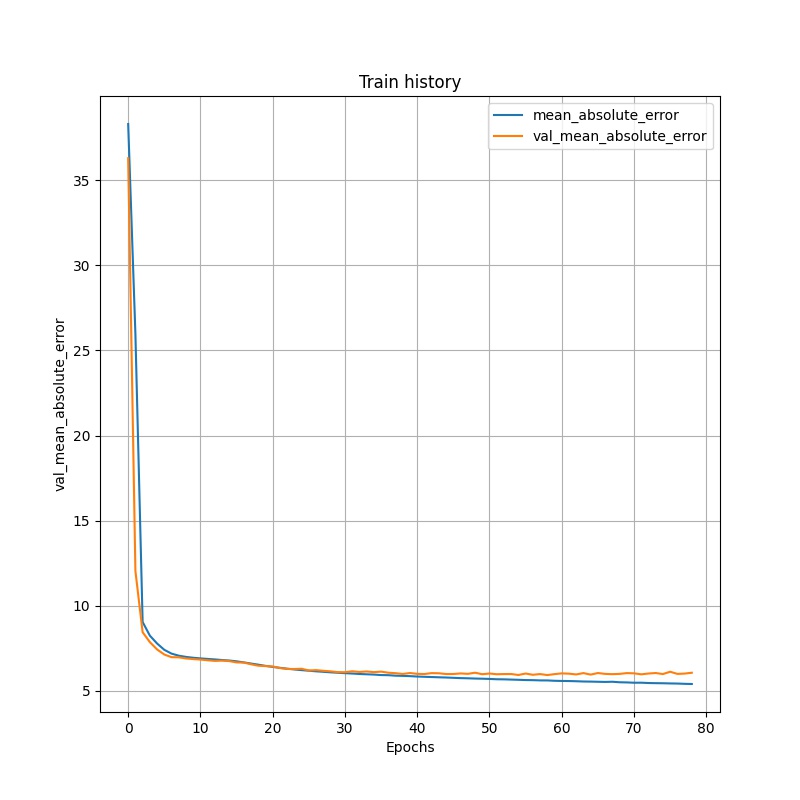 Train history
mean_absolute_error
val_mean_absolute_error
val_mean_absolute_error
35
30
25
20
15
10
5
0 10 20 30 40 50 60 70 80
Epochs